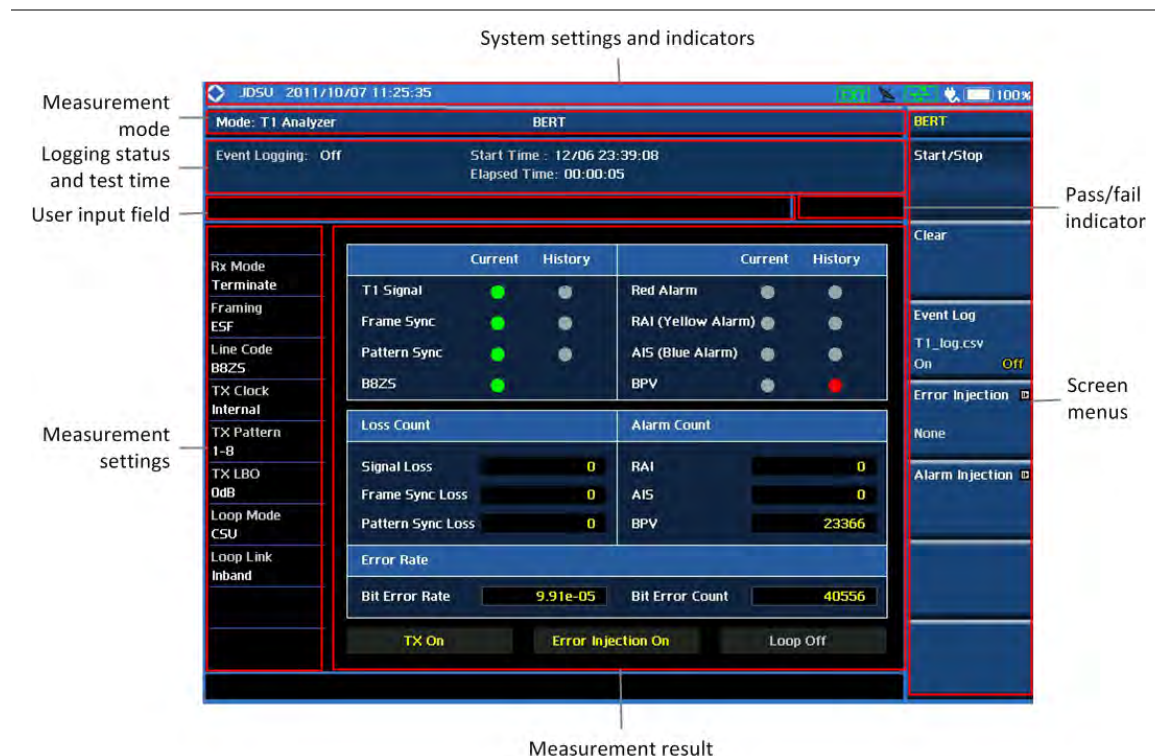 System settings and indicators
JDSU 2011/10/07 11:25:35
100%
Measurement
mode
Mode: T1 Analyzer BERT
BERT
Logging status
and test time
Event Logging: Off
Start Time : 12/06 23:39:08
Elapsed Time: 00:00:05
Start/Stop
User input field
Pass/fail
indicator
Clear
Rx Mode
Terminate
Framing
ESF
Line Code
B8ZS
TX Clock
Internal
TX Pattern
1-8
TX LBO
0dB
Loop Mode
CSU
Loop Link
Inband
Measurement
settings
Current History Current History
T1 Signal Red Alarm
Frame Sync RAI (Yellow Alarm)
Pattern Sync AIS (Blue Alarm)
B8ZS BPV
Loss Count Alarm Count
Signal Loss 0 RAI 0
Frame Sync Loss 0 AIS 0
Pattern Sync Loss 0 BPV 23366
Error Rate
Bit Error Rate 9.91e-05 Bit Error Count 40556
TX On Error Injection On Loop Off
Event Log
T1_log.csv
On Off
Error Injection
None
Alarm Injection
Screen
menus
Measurement result